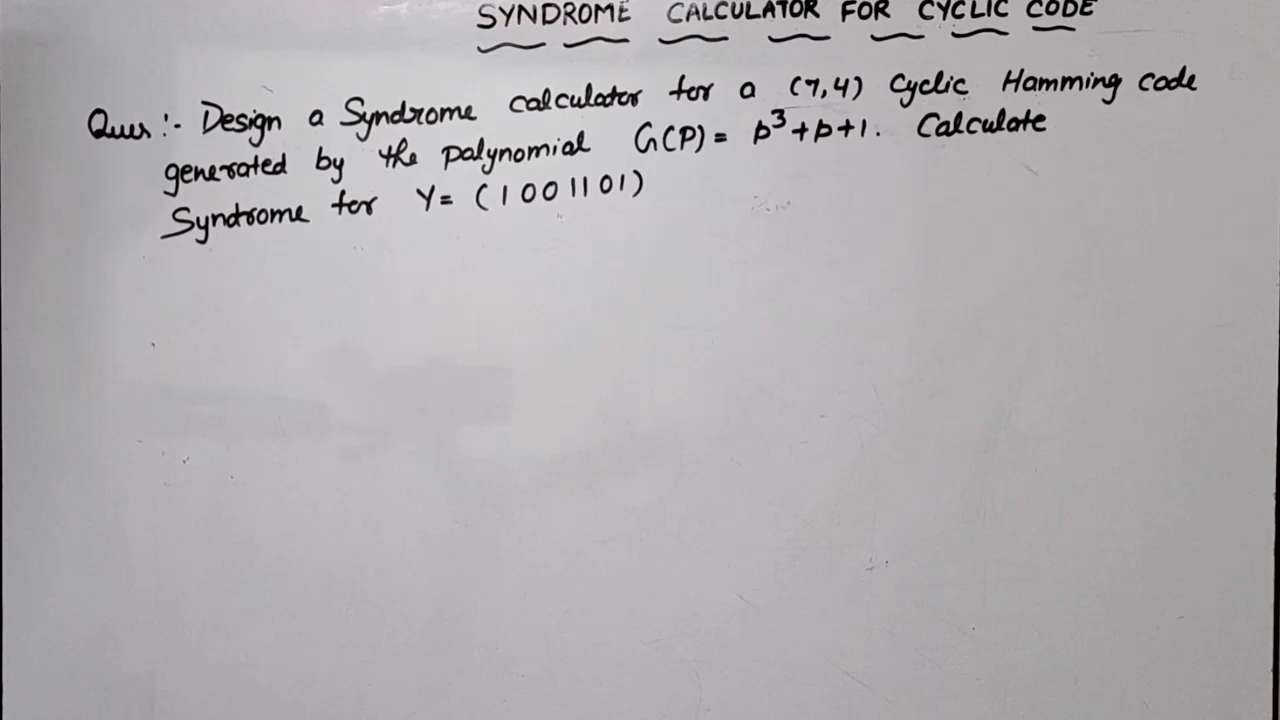 SYNDROME CALCULATOR FOR CYCLIC CODE
Ques :- Design a Syndrome calculator for a (7,4) Cyclic Hamming code
generated by the palynomial G(P) = p³+p+1. Calculate
Syndrome for Y= (1001101)